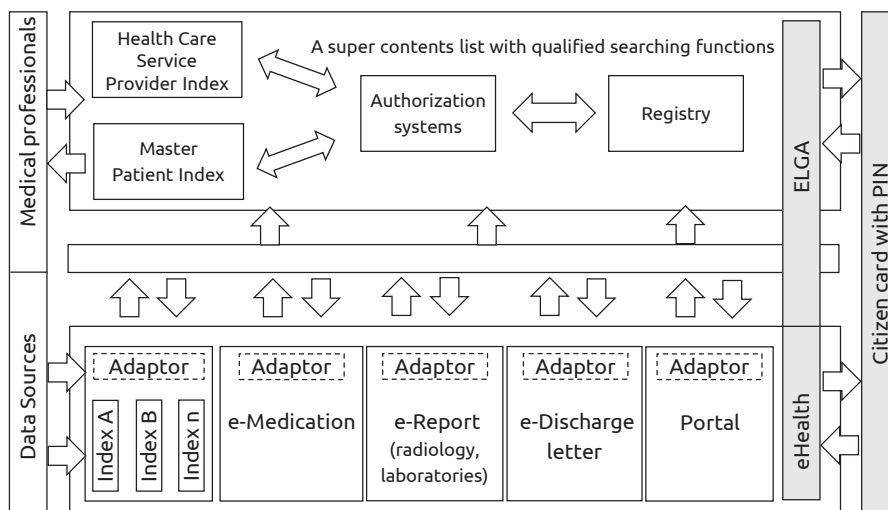 Medical professionals
Health Care
Service
Provider Index
A super contents list with qualified searching functions
Authorization
systems
Registry
Master
Patient Index
ELGA
Citizen card with PIN
Data Sources
Adaptor
Index A
Index B
Index n
Adaptor
e-Medication
Adaptor
e-Report
(radiology,
laboratories)
Adaptor
e-Discharge
letter
Adaptor
Portal
eHealth